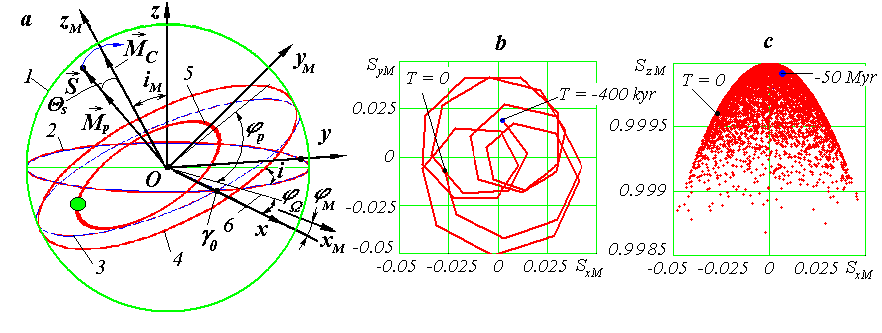 a
z
z_M
M_C
1
S
Θ_s
i_M
5
y_M
M_p
2
φ_p
y
O
i
φ_Ω
φ_M
6
γ_0
x
x_M
3
4
b
S_yM
T = 0
T = -400 kyr
0.025
0
-0.025
-0.05
-0.05 -0.025 0 0.025 S_xM
c
S_zM
T = 0
-50 Myr
0.9995
0.999
0.9985
-0.05 -0.025 0 0.025 S_xM